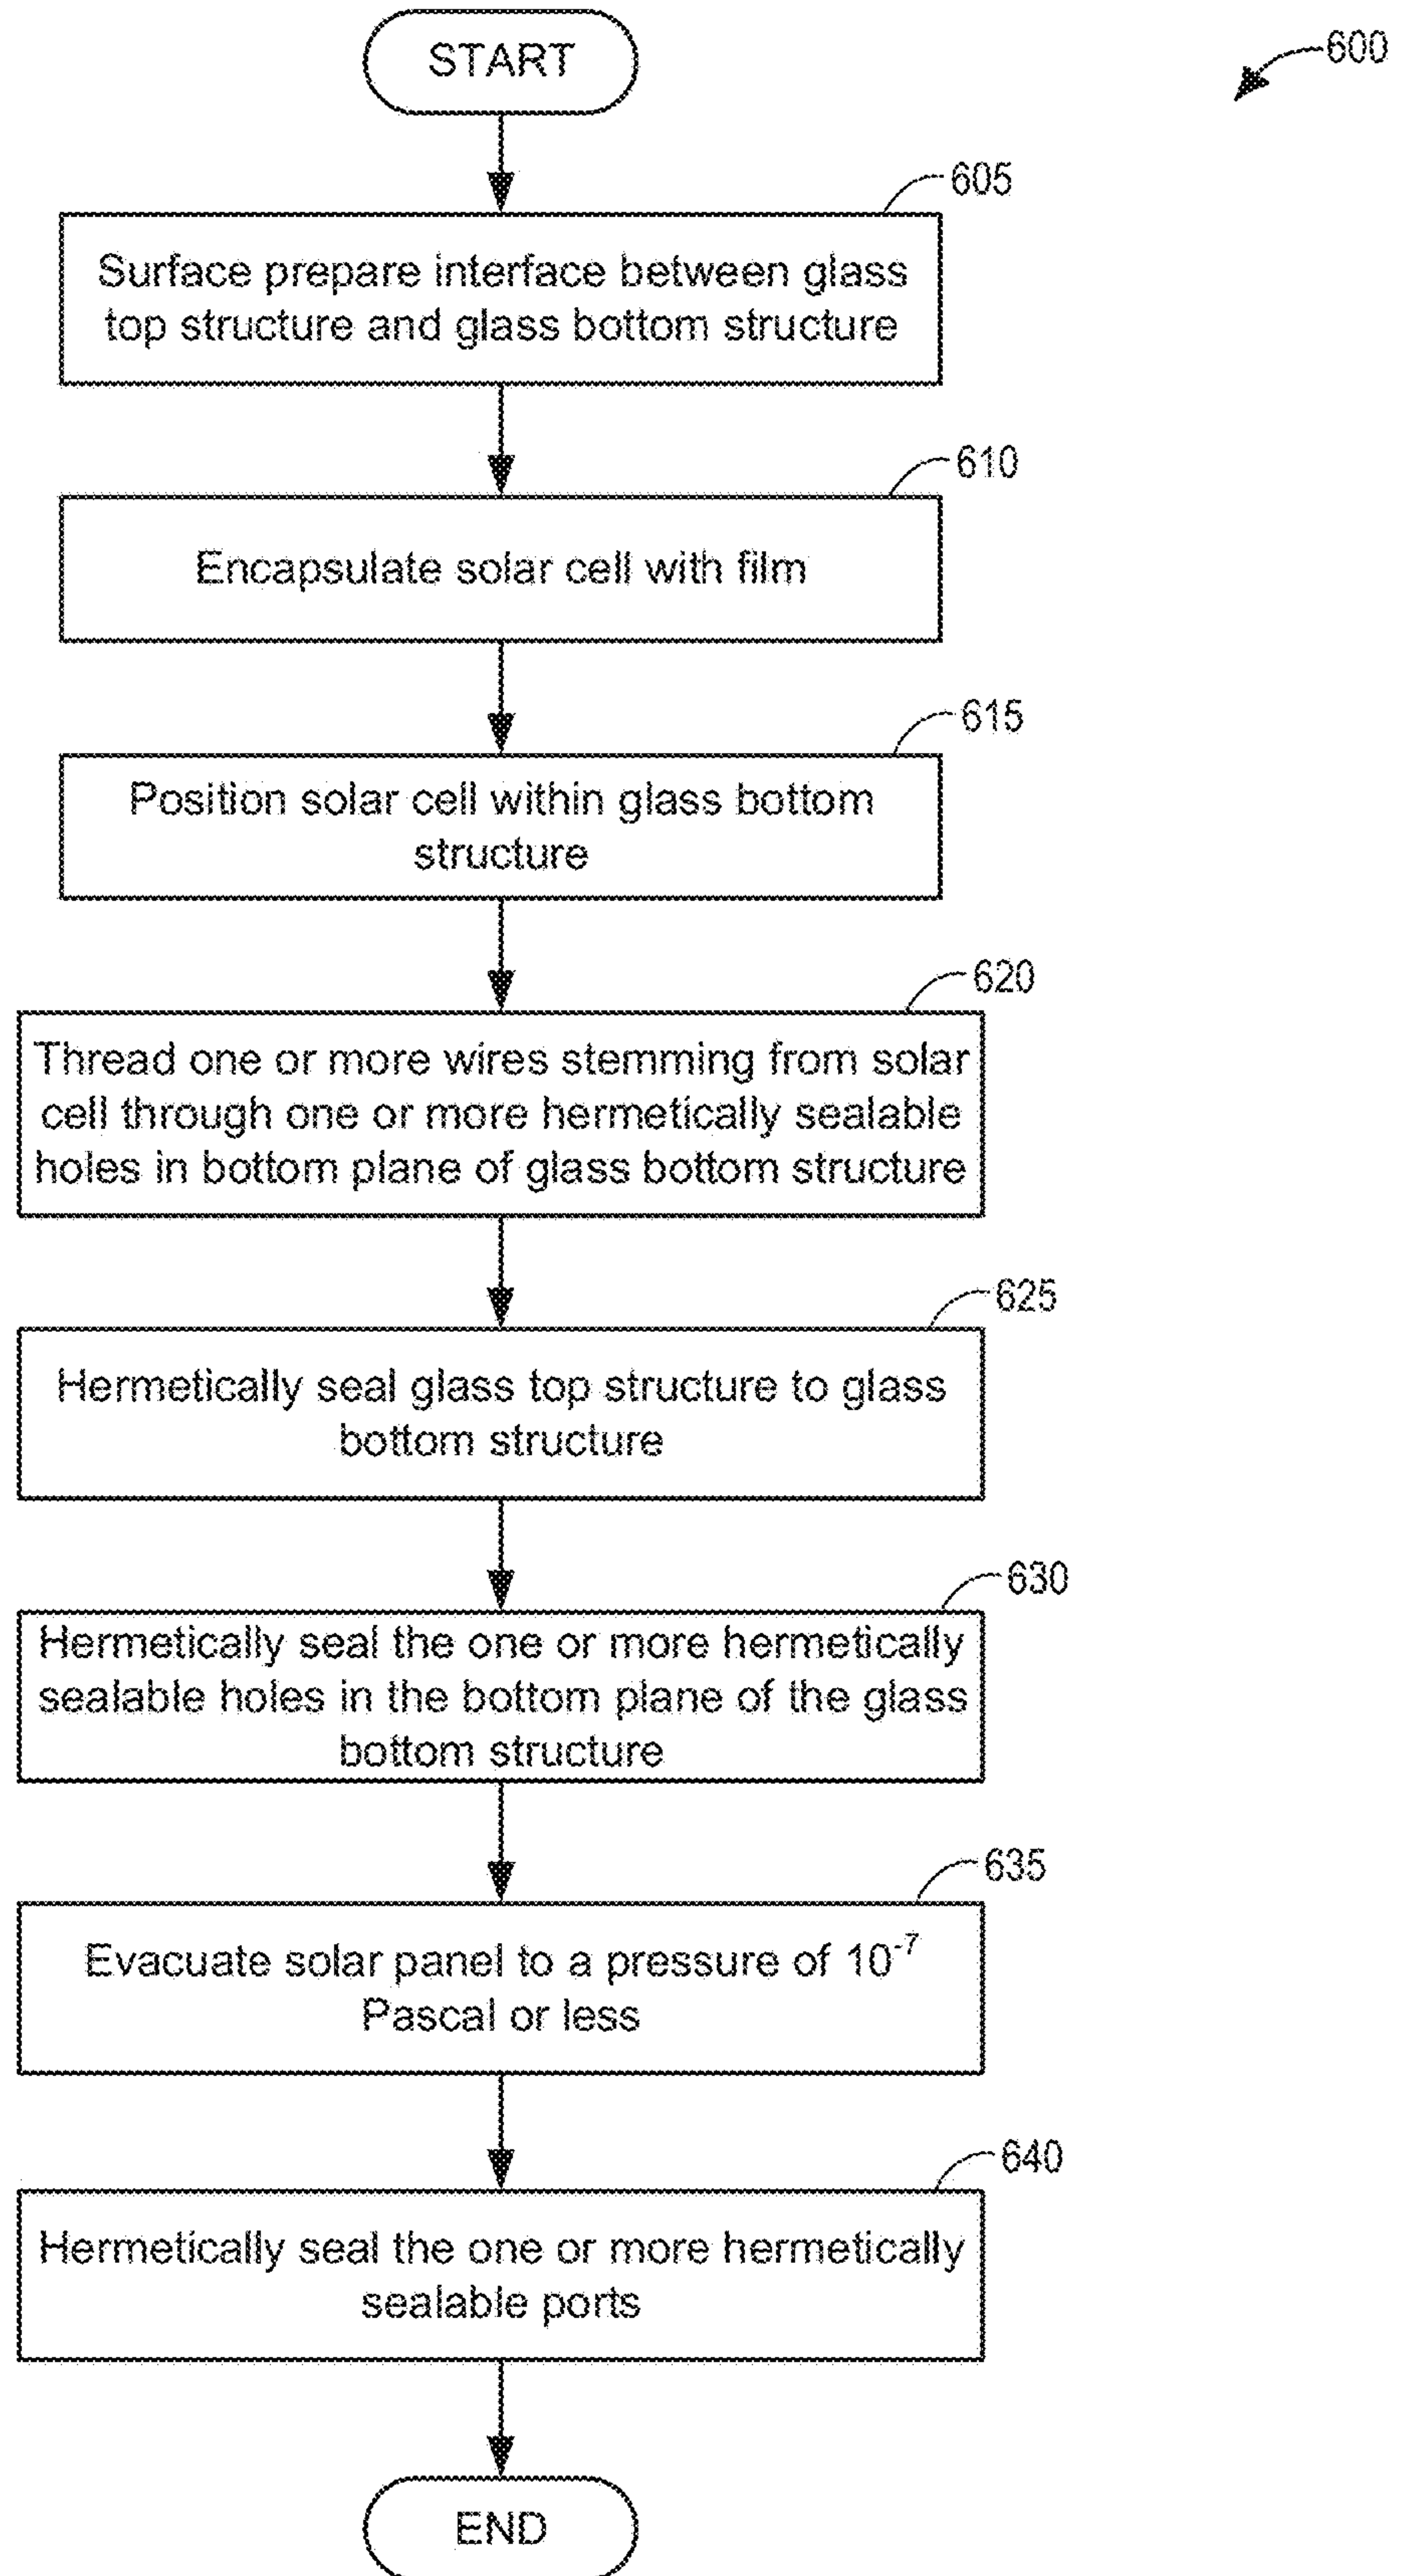 START
600
605
Surface prepare interface between glass
top structure and glass bottom structure
610
Encapsulate solar cell with film
615
Position solar cell within glass bottom
structure
620
Thread one or more wires stemming from solar
cell through one or more hermetically sealable
holes in bottom plane of glass bottom structure
625
Hermetically seal glass top structure to glass
bottom structure
630
Hermetically seal the one or more hermetically
sealable holes in the bottom plane of the glass
bottom structure
635
Evacuate solar panel to a pressure of 10⁻⁷
Pascal or less
640
Hermetically seal the one or more hermetically
sealable ports
END